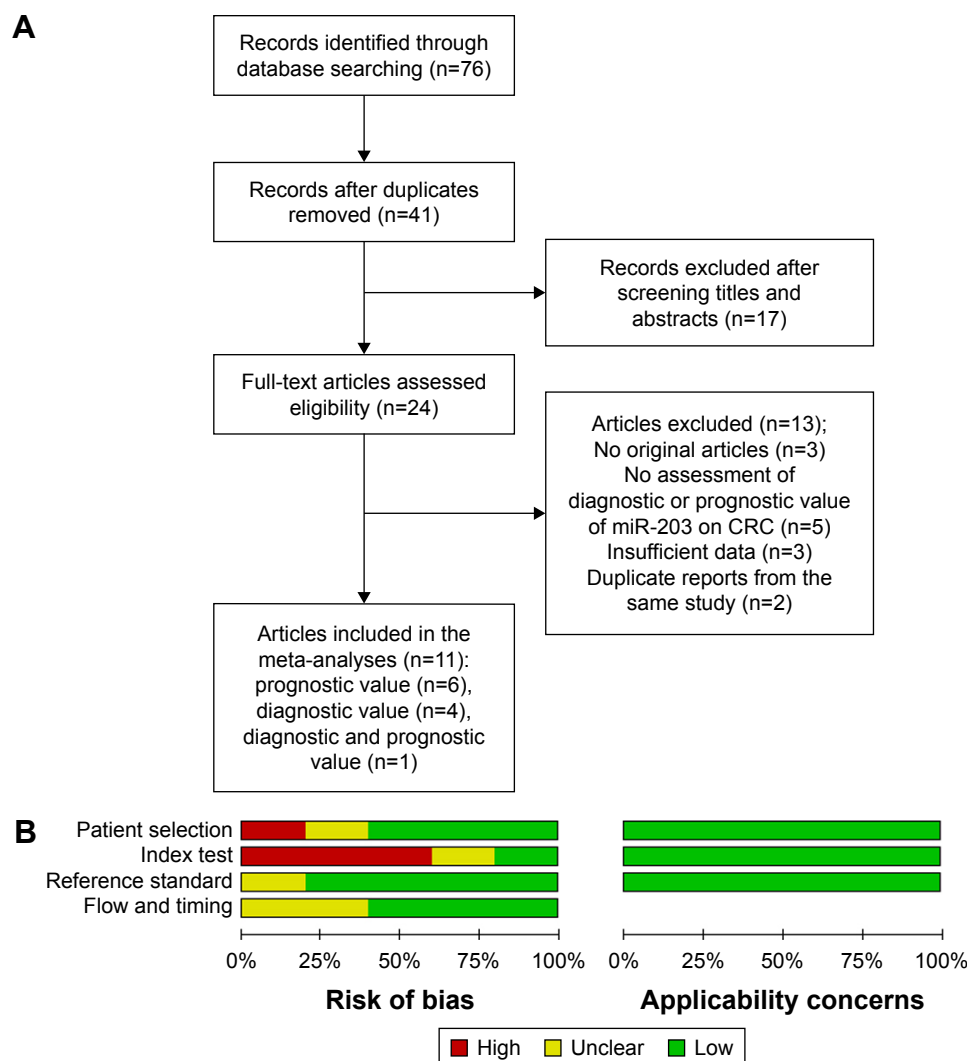 A
Records identified through
database searching (n=76)
Records after duplicates
removed (n=41)
Records excluded after
screening titles and
abstracts (n=17)
Full-text articles assessed
eligibility (n=24)
Articles excluded (n=13);
No original articles (n=3)
No assessment of
diagnostic or prognostic value
of miR-203 on CRC (n=5)
Insufficient data (n=3)
Duplicate reports from the
same study (n=2)
Articles included in the
meta-analyses (n=11):
prognostic value (n=6),
diagnostic value (n=4),
diagnostic and prognostic
value (n=1)
B
Patient selection
Index test
Reference standard
Flow and timing
0% 25% 50% 75% 100%
Risk of bias
0% 25% 50% 75% 100%
Applicability concerns
High Unclear Low